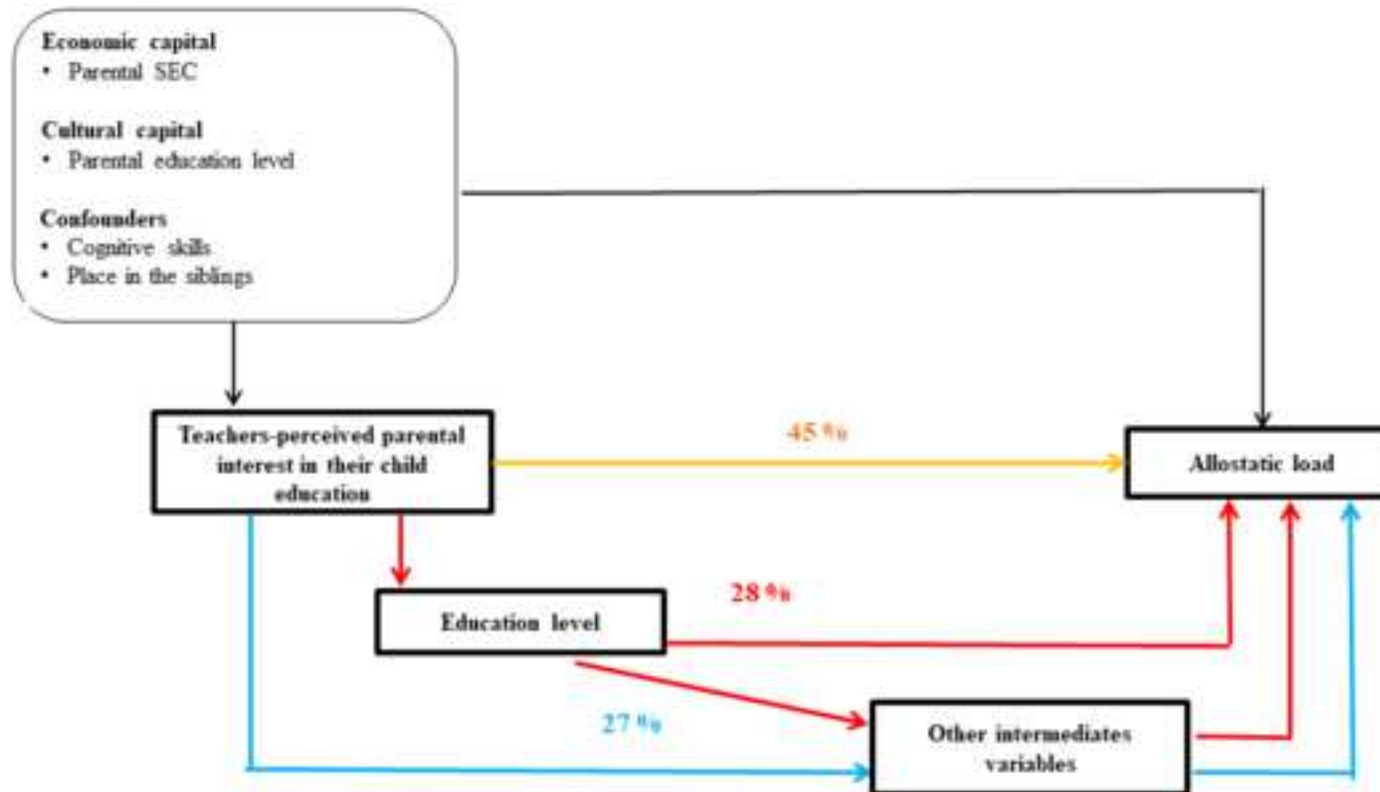 Economic capital
• Parental SEC
Cultural capital
• Parental education level
Confounders
• Cognitive skills
• Place in the siblings
Teachers-perceived parental
interest in their child
education
45 %
Allostatic load
28 %
Education level
27 %
Other intermediates
variables